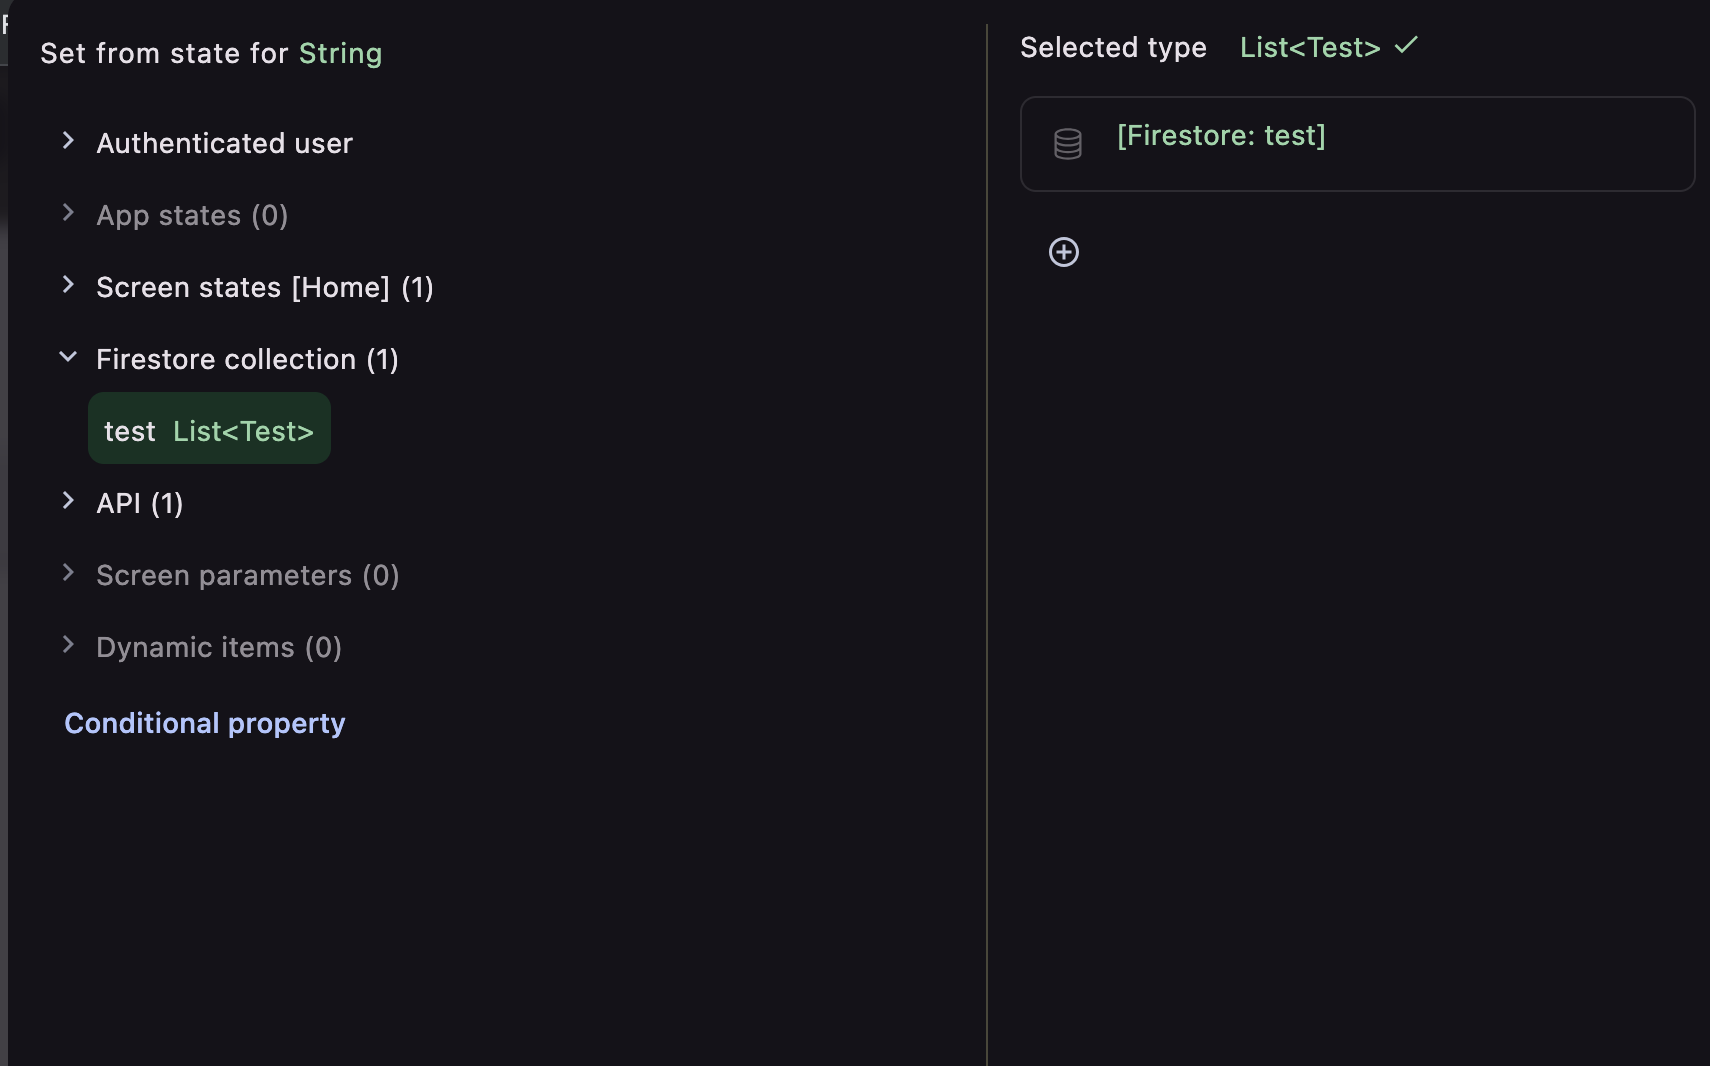 Set from state for String
Authenticated user
App states (0)
Screen states [Home] (1)
Firestore collection (1)
test List<Test>
API (1)
Screen parameters (0)
Dynamic items (0)
Conditional property
Selected type List<Test>
[Firestore: test]